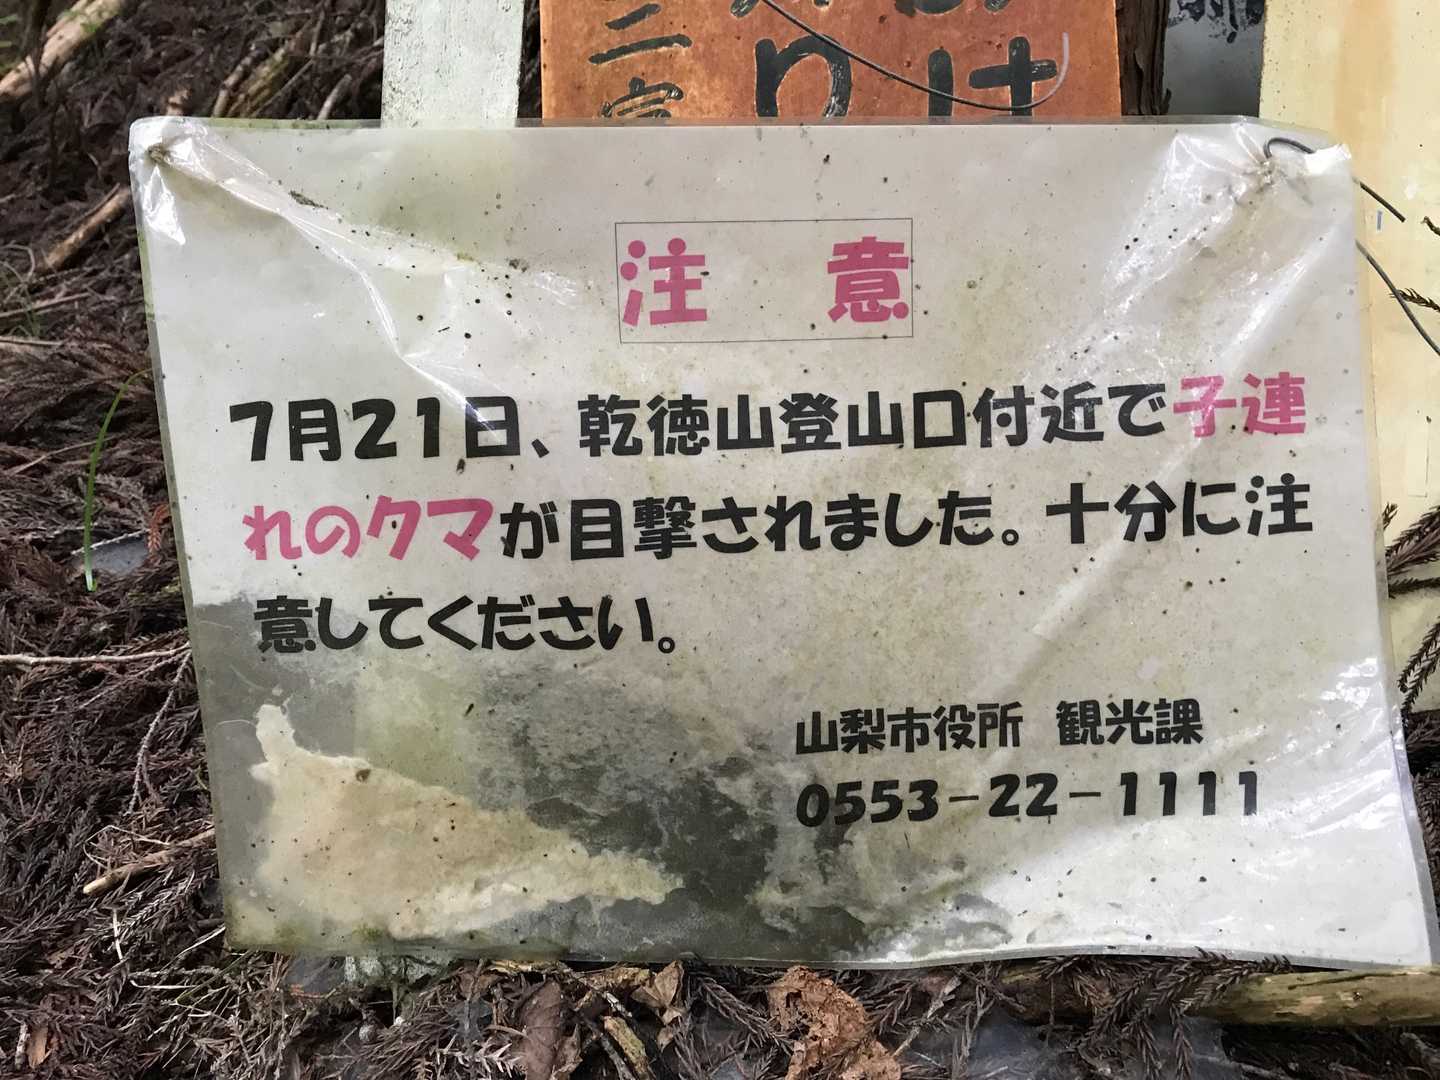 注 意
7月21日、乾徳山登山口付近で子連
れのクマが目撃されました。十分に注
意してください。
山梨市役所 観光課
0553-22-1111